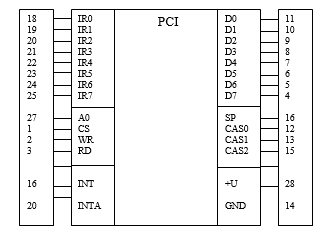 PCI
18 IR0 D0 11
19 IR1 D1 10
20 IR2 D2 9
21 IR3 D3 8
22 IR4 D4 7
23 IR5 D5 6
24 IR6 D6 5
25 IR7 D7 4
27 A0 SP 16
1 CS CAS0 12
2 WR CAS1 13
3 RD CAS2 15
16 INT +U 28
20 INTA GND 14